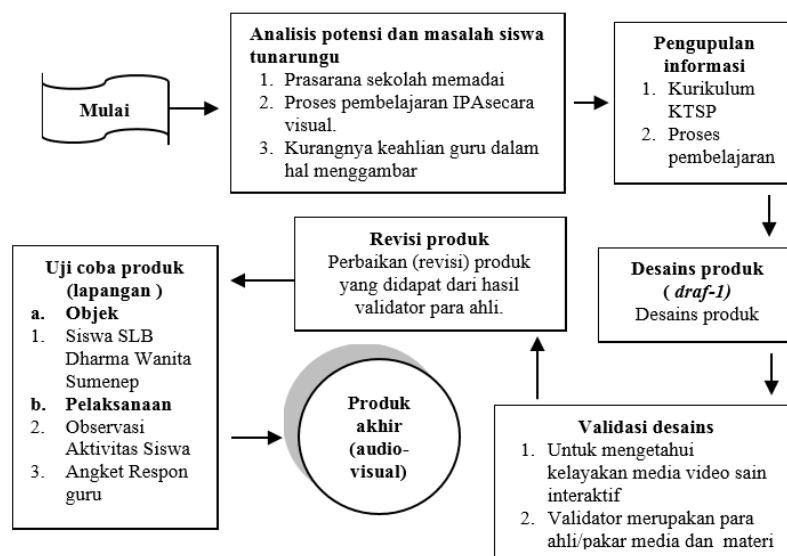 Mulai
Analisis potensi dan masalah siswa
tunarungu
1. Prasarana sekolah memadai
2. Proses pembelajaran IPAsecara
visual.
3. Kurangnya keahlian guru dalam
hal menggambar
Pengupulan
informasi
1. Kurikulum
KTSP
2. Proses
pembelajaran
Desains produk
( draf-1)
Desains produk
Validasi desains
1. Untuk mengetahui
kelayakan media video sain
interaktif
2. Validator merupakan para
ahli/pakar media dan materi
Revisi produk
Perbaikan (revisi) produk
yang didapat dari hasil
validator para ahli.
Uji coba produk
(lapangan )
a. Objek
1. Siswa SLB
Dharma Wanita
Sumenep
b. Pelaksanaan
2. Observasi
Aktivitas Siswa
3. Angket Respon
guru
Produk
akhir
(audio-
visual)